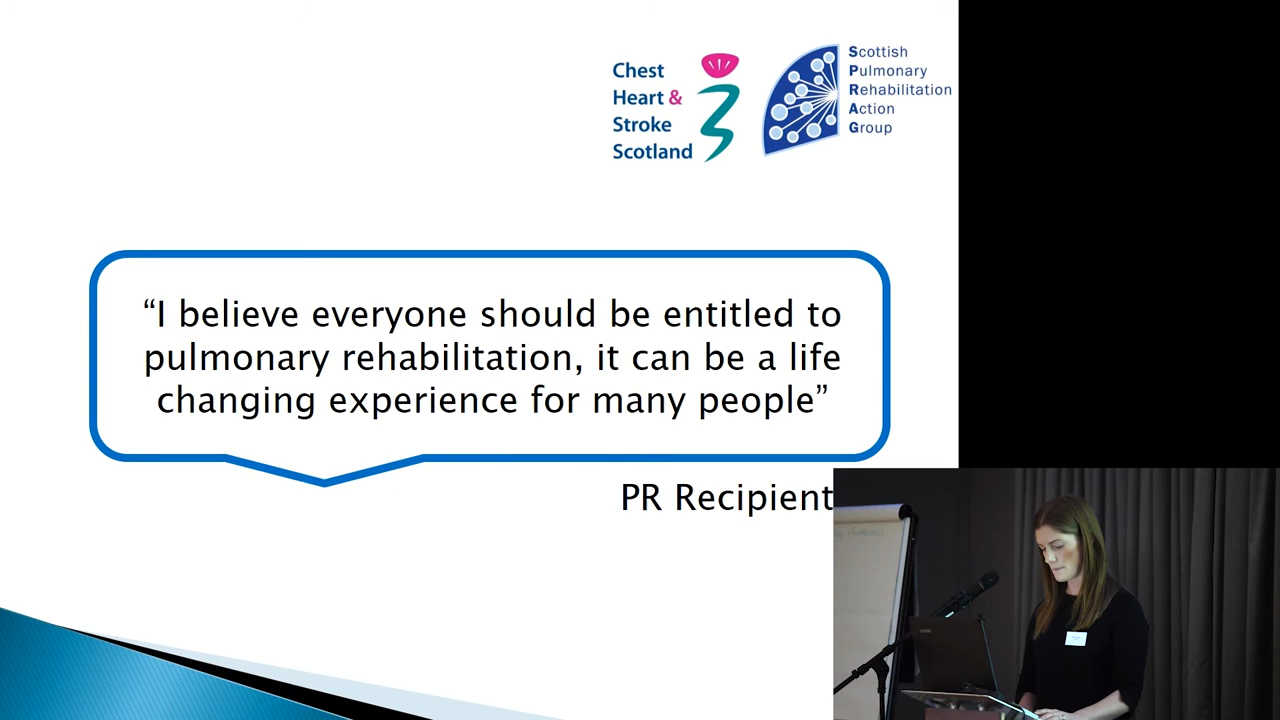 Chest
Heart &
Stroke
Scotland
Scottish
Pulmonary
Rehabilitation
Action
Group
“I believe everyone should be entitled to
pulmonary rehabilitation, it can be a life
changing experience for many people”
PR Recipient